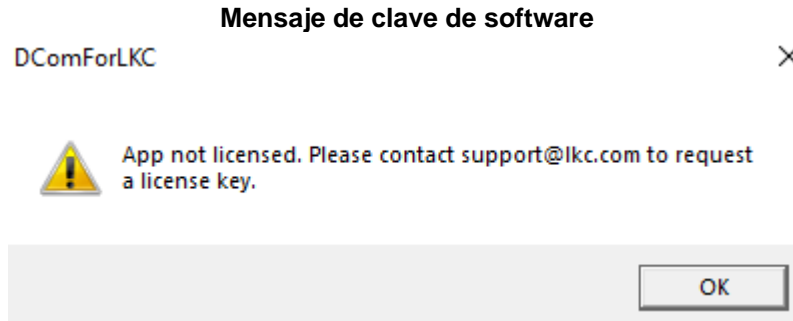 Mensaje de clave de software
DComForLKC
App not licensed. Please contact support@lkc.com to request
a license key.
OK